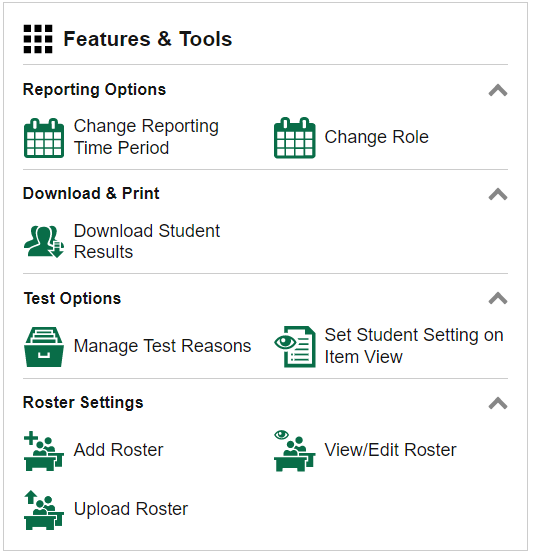 Features & Tools
Reporting Options
Change Reporting
Time Period
Change Role
Download & Print
Download Student
Results
Test Options
Manage Test Reasons
Set Student Setting on
Item View
Roster Settings
Add Roster
View/Edit Roster
Upload Roster